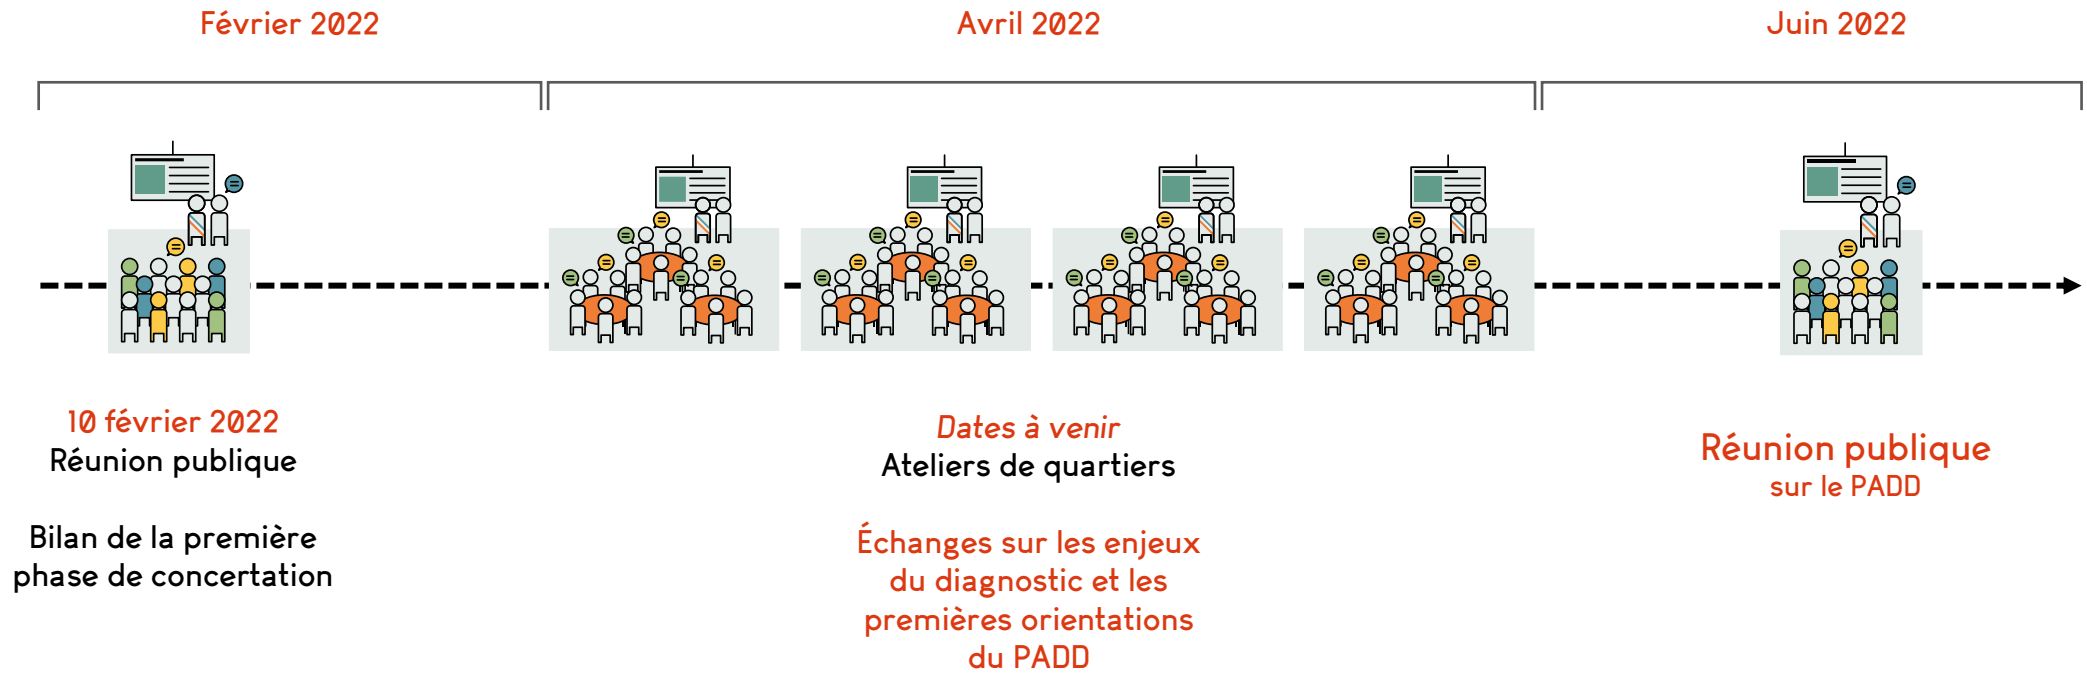 Février 2022
Avril 2022
Juin 2022
10 février 2022
Réunion publique
Bilan de la première
phase de concertation
Dates à venir
Ateliers de quartiers
Échanges sur les enjeux
du diagnostic et les
premières orientations
du PADD
Réunion publique
sur le PADD